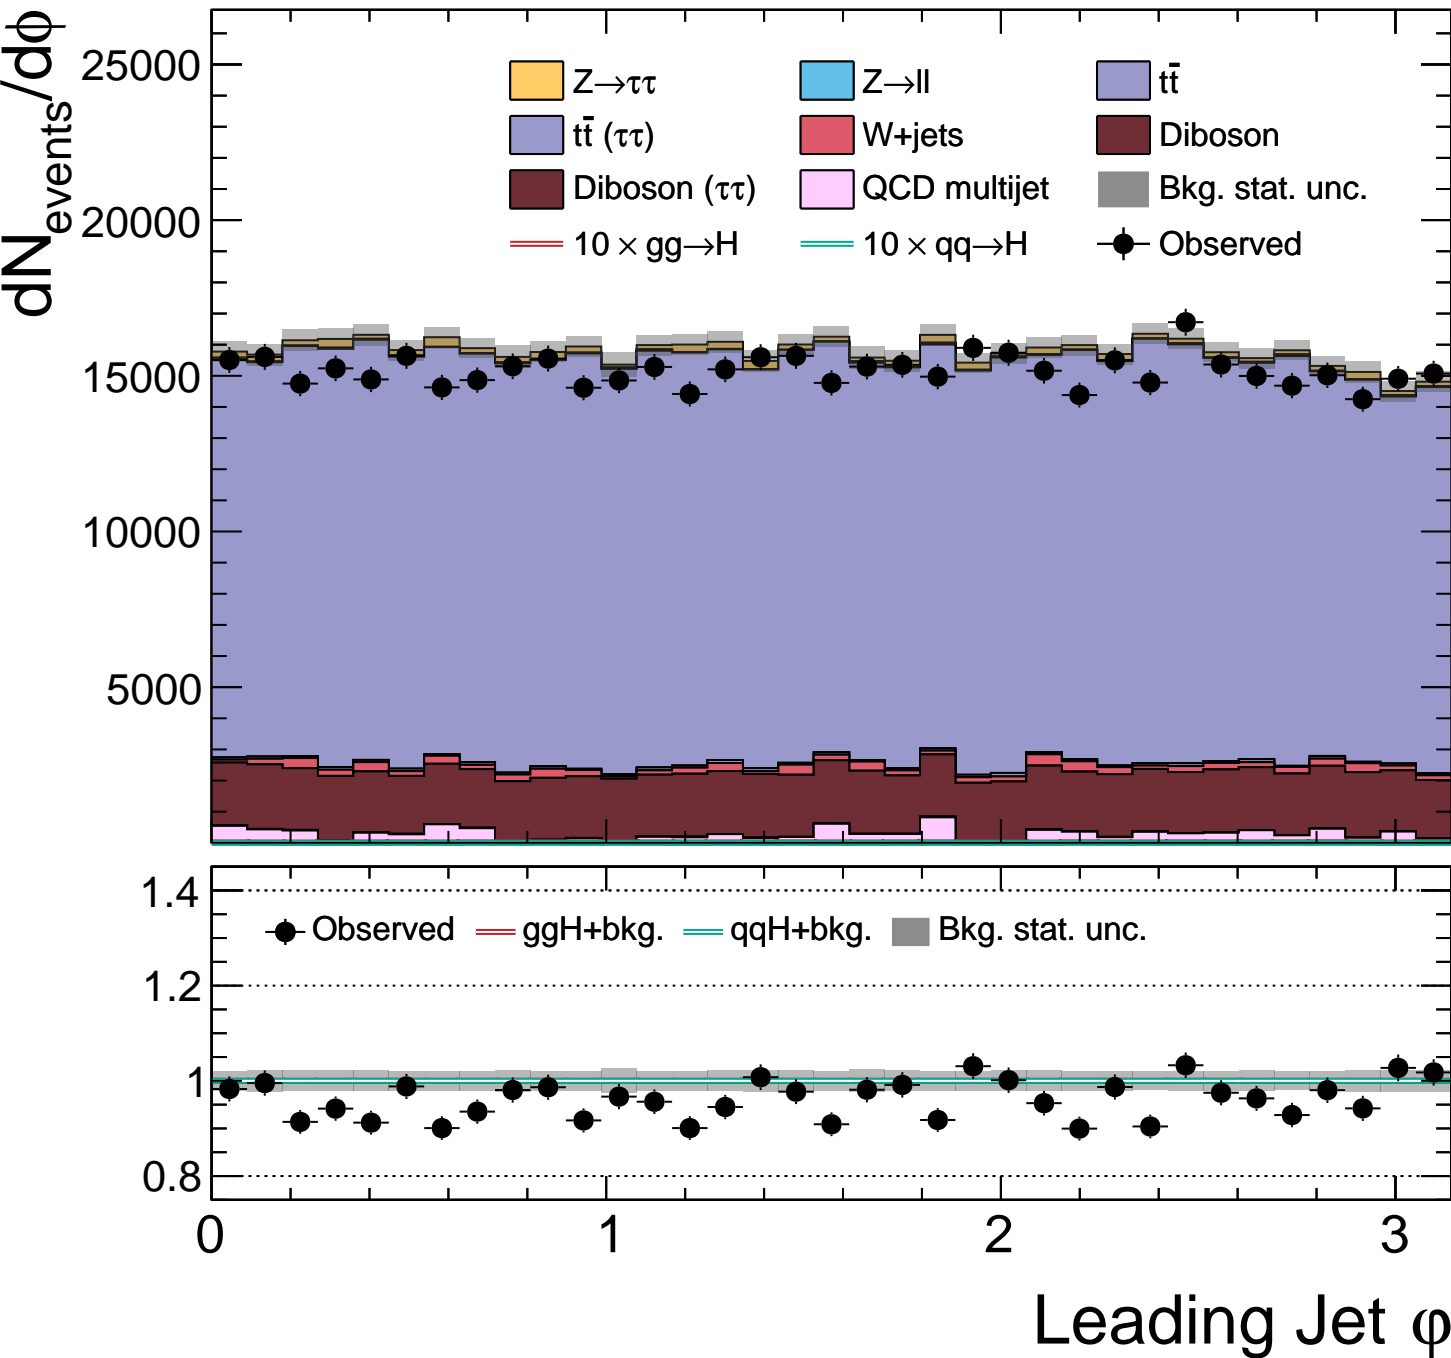 dN_events/dϕ
25000
20000
15000
10000
5000
Z→ττ Z→ll tt̄
tt̄ (ττ) W+jets Diboson
Diboson (ττ) QCD multijet Bkg. stat. unc.
10 × gg→H 10 × qq→H Observed
1.4
1.2
1
0.8
Observed ggH+bkg. qqH+bkg. Bkg. stat. unc.
0 1 2 3
Leading Jet φ